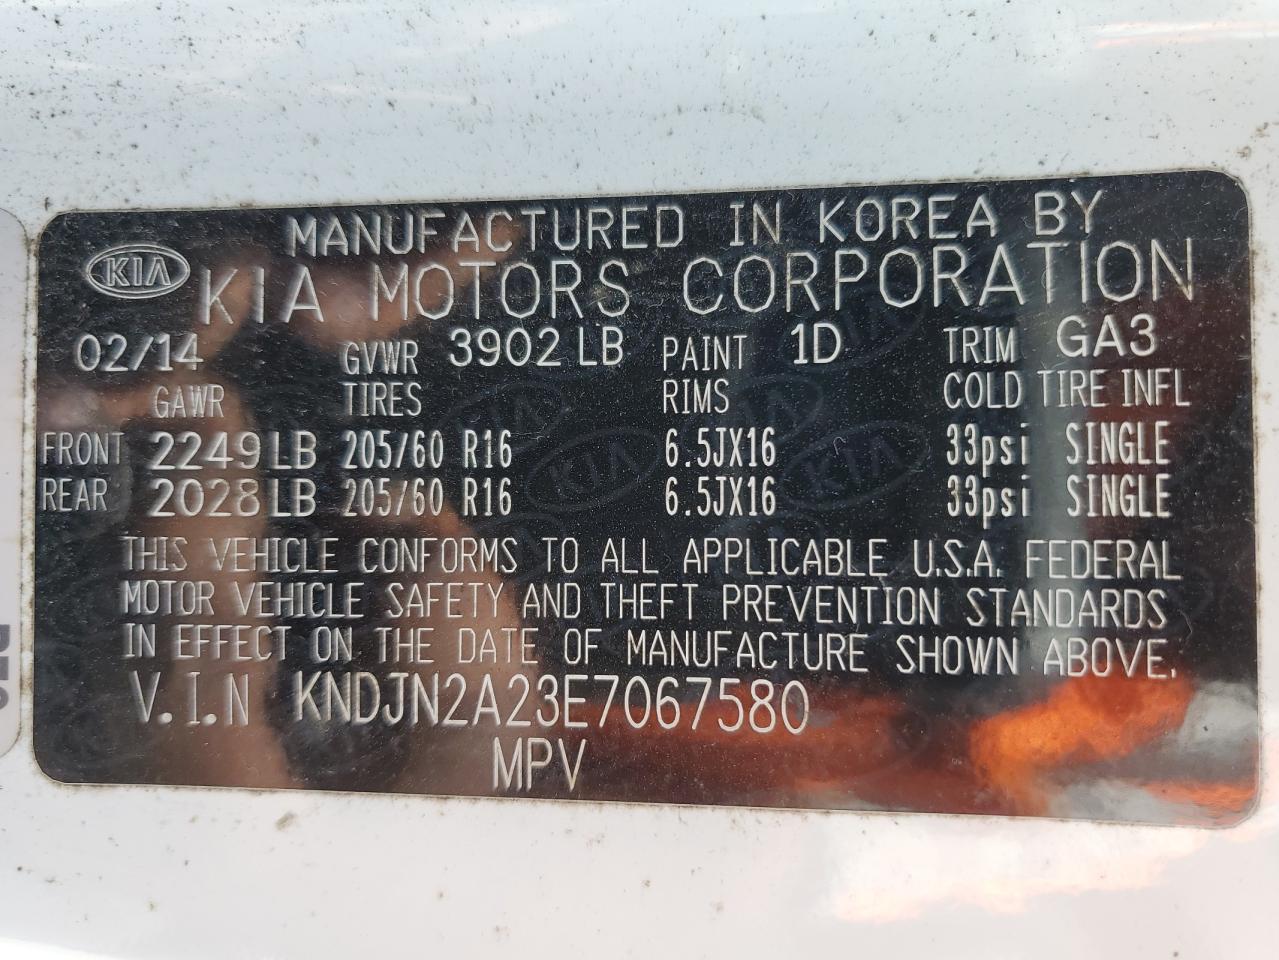 MANUFACTURED IN KOREA BY
KIA KIA MOTORS CORPORATION
02/14 GVWR 3902 LB PAINT 1D TRIM GA3
GAWR TIRES RIMS COLD TIRE INFL
FRONT 2249 LB 205/60 R16 6.5JX16 33psi SINGLE
REAR 2028 LB 205/60 R16 6.5JX16 33psi SINGLE
THIS VEHICLE CONFORMS TO ALL APPLICABLE U.S.A. FEDERAL
MOTOR VEHICLE SAFETY AND THEFT PREVENTION STANDARDS
IN EFFECT ON THE DATE OF MANUFACTURE SHOWN ABOVE.
V.I.N KNDJN2A23E7067580
MPV